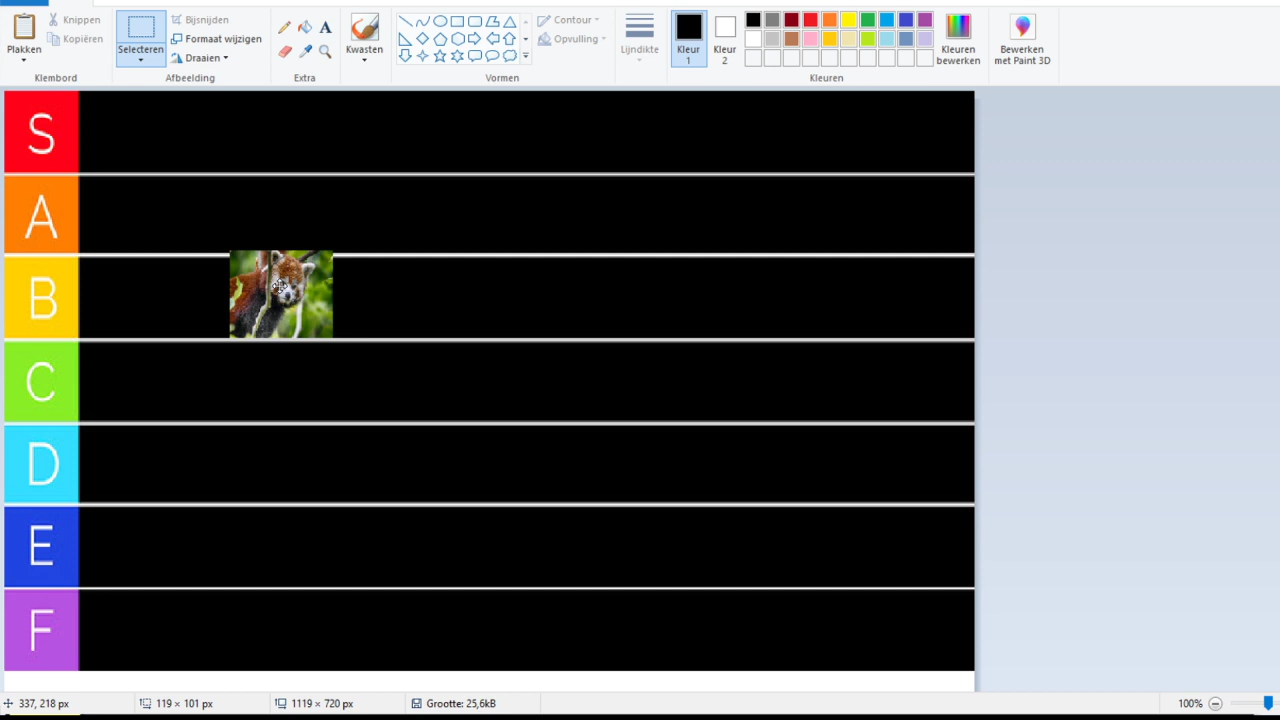 Plakken
Knippen
Kopiëren
Klembord
Selecteren
Bijsnijden
Formaat wijzigen
Draaien
Afbeelding
A
Extra
Kwasten
Vormen
Contour
Opvulling
Lijndikte
Kleur
1
Kleur
2
Kleuren
Kleuren
bewerken
Bewerken
met Paint 3D
S
A
B
C
D
E
F
337, 218 px
119 × 101 px
1119 × 720 px
Grootte: 25,6kB
100%